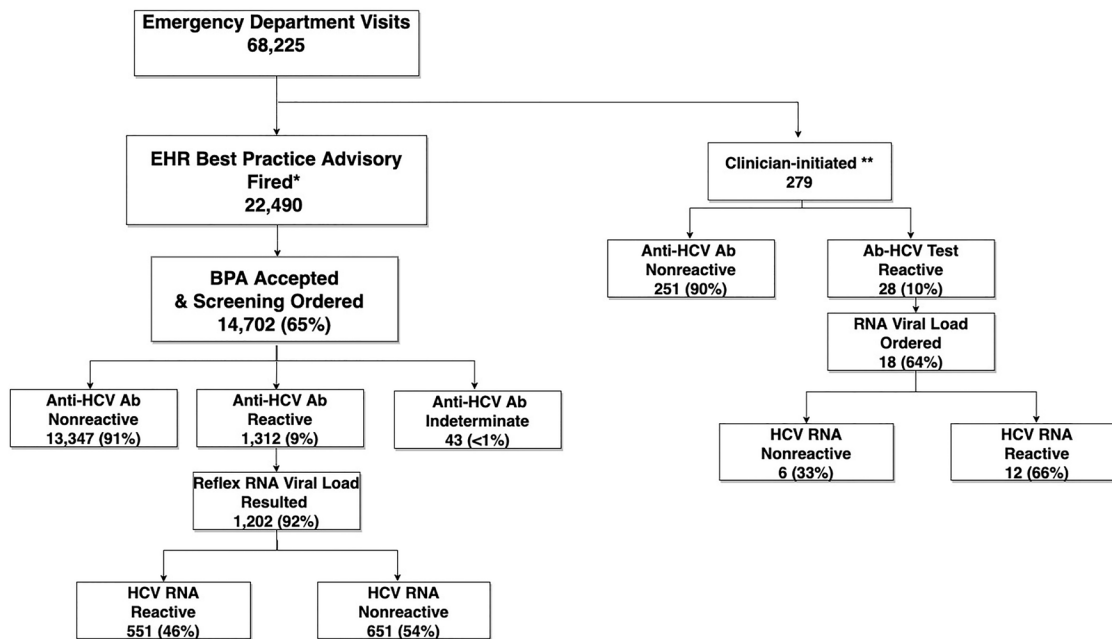 Emergency Department Visits
68,225
EHR Best Practice Advisory
Fired*
22,490
Clinician-initiated **
279
BPA Accepted
& Screening Ordered
14,702 (65%)
Anti-HCV Ab
Nonreactive
251 (90%)
Ab-HCV Test
Reactive
28 (10%)
RNA Viral Load
Ordered
18 (64%)
Anti-HCV Ab
Nonreactive
13,347 (91%)
Anti-HCV Ab
Reactive
1,312 (9%)
Anti-HCV Ab
Indeterminate
43 (<1%)
HCV RNA
Nonreactive
6 (33%)
HCV RNA
Reactive
12 (66%)
Reflex RNA Viral Load
Resulted
1,202 (92%)
HCV RNA
Reactive
551 (46%)
HCV RNA
Nonreactive
651 (54%)